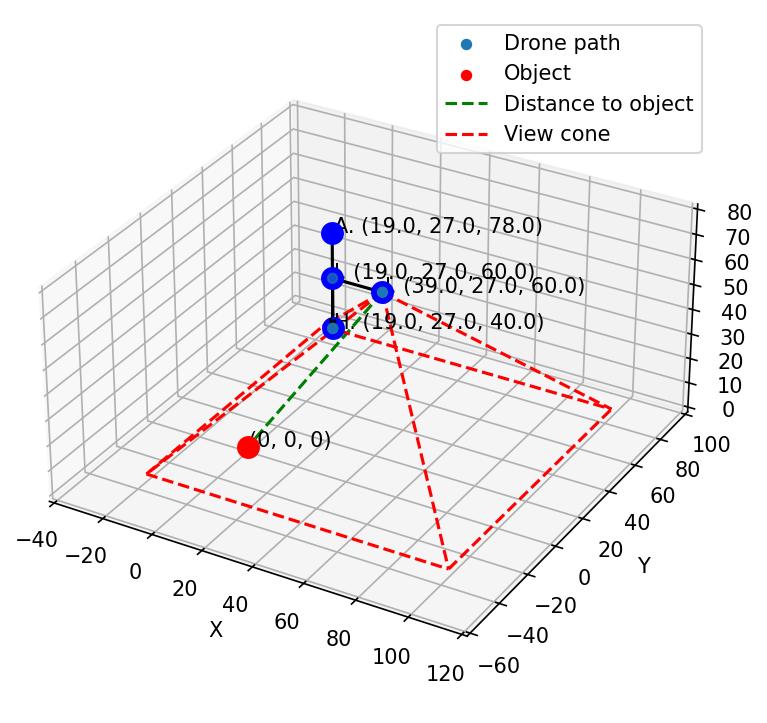 Drone path
Object
Distance to object
View cone
A. (19.0, 27.0, 78.0)
(19.0, 27.0, 60.0)
(39.0, 27.0, 60.0)
H. (19.0, 27.0, 40.0)
(0, 0, 0)
80
70
60
50
40
30
20
10
0
100
80
60
40
20
0
−20
−40
−60
Y
−40
−20
0
20
40
60
80
100
120
X